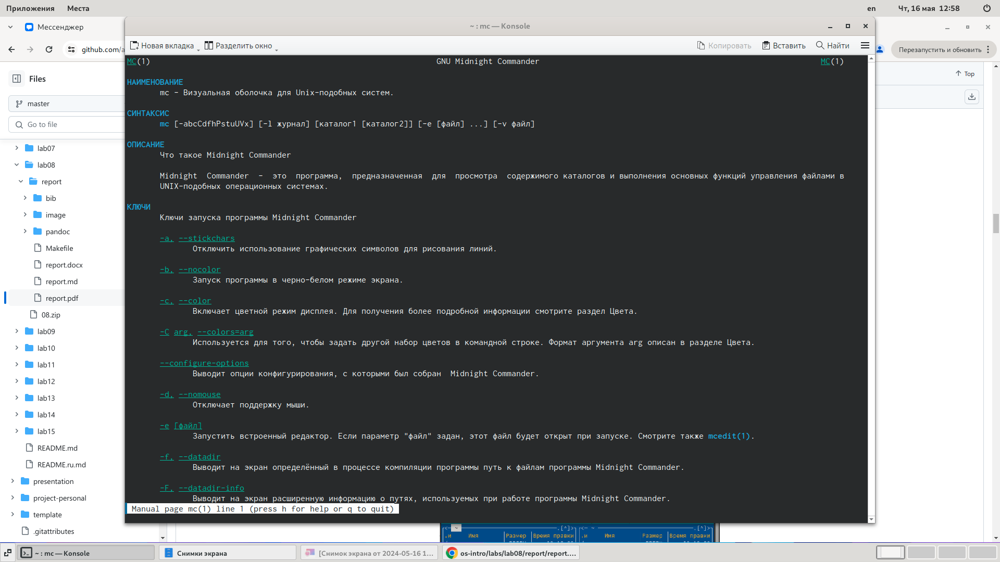 Приложения Места en Чт, 16 мая 12:58
Мессенджер
~ : mc — Konsole
github.com/a
Перезапустить и обновить
Новая вкладка Разделить окно Копировать Вставить Найти
Files
master
Go to file
lab07
lab08
report
bib
image
pandoc
Makefile
report.docx
report.md
report.pdf
08.zip
lab09
lab10
lab11
lab12
lab13
lab14
lab15
README.md
README.ru.md
presentation
project-personal
template
.gitattributes
Top
MC(1) GNU Midnight Commander MC(1)
НАИМЕНОВАНИЕ
mc - Визуальная оболочка для Unix-подобных систем.
СИНТАКСИС
mc [-abcCdfhPstuUVx] [-l журнал] [каталог1 [каталог2]] [-e [файл] ...] [-v файл]
ОПИСАНИЕ
Что такое Midnight Commander
Midnight Commander - это программа, предназначенная для просмотра содержимого каталогов и выполнения основных функций управления файлами в
UNIX-подобных операционных системах.
КЛЮЧИ
Ключи запуска программы Midnight Commander
-a, --stickchars
Отключить использование графических символов для рисования линий.
-b, --nocolor
Запуск программы в черно-белом режиме экрана.
-c, --color
Включает цветной режим дисплея. Для получения более подробной информации смотрите раздел Цвета.
-C arg, --colors=arg
Используется для того, чтобы задать другой набор цветов в командной строке. Формат аргумента arg описан в разделе Цвета.
--configure-options
Выводит опции конфигурирования, с которыми был собран Midnight Commander.
-d, --nomouse
Отключает поддержку мыши.
-e [файл]
Запустить встроенный редактор. Если параметр "файл" задан, этот файл будет открыт при запуске. Смотрите также mcedit(1).
-f, --datadir
Выводит на экран определённый в процессе компиляции программы путь к файлам программы Midnight Commander.
-F, --datadir-info
Выводит на экран расширенную информацию о путях, используемых при работе программы Midnight Commander.
Manual page mc(1) line 1 (press h for help or q to quit)
<— ~ .[^]> <— ~ .[^]>
.и Имя Размер Время правки .и Имя Размер Время правки
~ : mc — Konsole Снимки экрана [Снимок экрана от 2024-05-16 1... os-intro/labs/lab08/report/report....